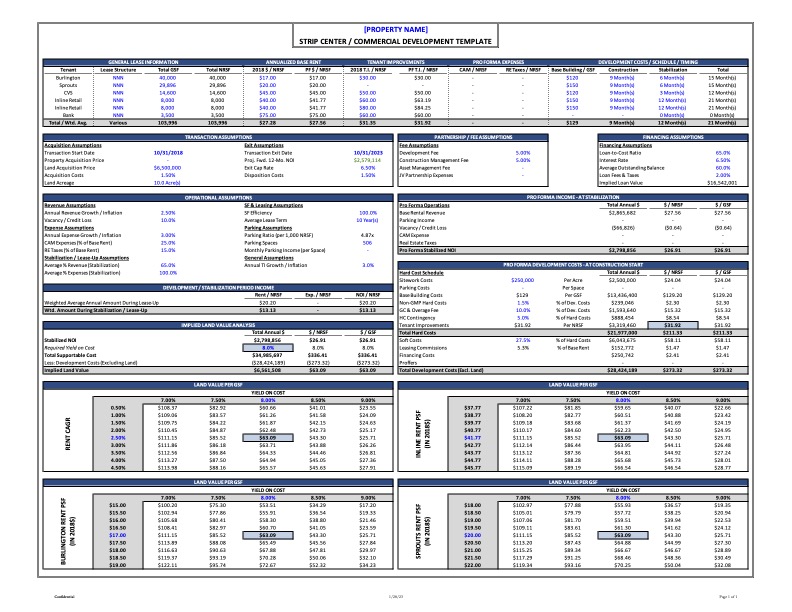 [PROPERTY NAME]
STRIP CENTER / COMMERCIAL DEVELOPMENT TEMPLATE
GENERAL LEASE INFORMATION ANNUALIZED BASE RENT TENANT IMPROVEMENTS PRO FORMA EXPENSES DEVELOPMENT COSTS / SCHEDULE / TIMING
Tenant Lease Structure Total GSF Total NRSF 2018 $ / NRSF PF $ / NRSF 2018 T.I. / NRSF PF T.I. / NRSF CAM / NRSF RE Taxes / NRSF Base Building / GSF Construction Stabilization Total
Burlington NNN 40,000 40,000 $17.00 $17.00 $30.00 $30.00 - - $120 9 Month(s) 6 Month(s) 15 Month(s)
Sprouts NNN 29,896 29,896 $20.00 $20.00 - - - - $150 9 Month(s) 6 Month(s) 15 Month(s)
CVS NNN 14,600 14,600 $45.00 $45.00 $50.00 $50.00 - - $120 9 Month(s) 12 Month(s) 21 Month(s)
Inline Retail NNN 8,000 8,000 $40.00 $41.77 $60.00 $63.19 - - $150 9 Month(s) 12 Month(s) 21 Month(s)
Inline Retail NNN 8,000 8,000 $40.00 $41.77 $80.00 $84.25 - - $150 9 Month(s) 12 Month(s) 21 Month(s)
Bank NNN 3,500 3,500 $75.00 $75.00 $60.00 $60.00 - - - - 0 Month(s) 0 Month(s)
Total / Wtd. Avg. Various 103,996 103,996 $27.28 $27.56 $31.35 $31.92 - - $129 9 Month(s) 12 Month(s) 21 Month(s)
TRANSACTION ASSUMPTIONS PARTNERSHIP / FEE ASSUMPTIONS FINANCING ASSUMPTIONS
Acquisition Assumptions Exit Assumptions Fee Assumptions Financing Assumptions
Transaction Start Date 10/31/2018 Transaction Exit Date 10/31/2023 Development Fee 5.00% Loan-to-Cost Ratio 65.0%
Property Acquisition Price - Proj. Fwd. 12-Mo. NOI $2,579,114 Construction Management Fee 5.00% Interest Rate 6.50%
Land Acquisition Price $6,500,000 Exit Cap Rate 6.50% Asset Management Fee - Average Outstanding Balance 60.0%
Acquisition Costs 1.50% Disposition Costs 1.50% JV Partnership Expenses - Loan Fees & Taxes 2.00%
Land Acreage 10.0 Acre(s) Implied Loan Value $16,542,001
OPERATIONAL ASSUMPTIONS PRO FORMA INCOME - AT STABILIZATION
Revenue Assumptions SF & Leasing Assumptions Pro Forma Operations Total Annual $ $ / NRSF $ / GSF
Annual Revenue Growth / Inflation 2.50% SF Efficiency 100.0% Base Rental Revenue $2,865,682 $27.56 $27.56
Vacancy / Credit Loss 10.0% Average Lease Term 10 Year(s) Parking Income - - -
Expense Assumptions Parking Assumptions Vacancy / Credit Loss ($66,826) ($0.64) ($0.64)
Annual Expense Growth / Inflation 3.00% Parking Ratio (per 1,000 NRSF) 4.87x CAM Expense - - -
CAM Expenses (% of Base Rent) 25.0% Parking Spaces 506 Real Estate Taxes - - -
RE Taxes (% of Base Rent) 15.0% Monthly Parking Income (per Space) - Pro Forma Stabilized NOI $2,798,856 $26.91 $26.91
Stabilization / Lease-Up Assumptions General Assumptions
Average % Revenue (Stabilization) 65.0% Annual TI Growth / Inflation 3.0%
Average % Expenses (Stabilization) 100.0%
PRO FORMA DEVELOPMENT COSTS - AT CONSTRUCTION START
Hard Cost Schedule Total Annual $ $ / NRSF $ / GSF
Sitework Costs $250,000 Per Acre $2,500,000 $24.04 $24.04
Parking Costs - Per Space - - -
Base Building Costs $129 Per GSF $13,436,400 $129.20 $129.20
Non-GMP Hard Costs 1.5% % of Dev. Costs $239,046 $2.30 $2.30
GC & Overhead Fee 10.0% % of Dev. Costs $1,593,640 $15.32 $15.32
HC Contingency 5.0% % of Hard Costs $888,454 $8.54 $8.54
Tenant Improvements $31.92 Per NRSF $3,319,460 $31.92 $31.92
Total Hard Costs $21,977,000 $211.33 $211.33
Soft Costs 27.5% % of Hard Costs $6,043,675 $58.11 $58.11
Leasing Commissions 5.3% % of Base Rent $152,772 $1.47 $1.47
Financing Costs $250,742 $2.41 $2.41
Proffers - - -
Total Development Costs (Excl. Land) $28,424,189 $273.32 $273.32
DEVELOPMENT / STABILIZATION PERIOD INCOME
Rent / NRSF Exp. / NRSF NOI / NRSF
Weighted Average Annual Amount During Lease-Up $20.20 - $20.20
Wtd. Amount During Stabilization / Lease-Up $13.13 - $13.13
IMPLIED LAND VALUE ANALYSIS
Total Annual $ $ / NRSF $ / GSF
Stabilized NOI $2,798,856 $26.91 $26.91
Required Yield on Cost 8.0% 8.0% 8.0%
Total Supportable Cost $34,985,697 $336.41 $336.41
Less: Development Costs (Excluding Land) ($28,424,189) ($273.32) ($273.32)
Implied Land Value $6,561,508 $63.09 $63.09
LAND VALUE PER GSF
YIELD ON COST
7.00% 7.50% 8.00% 8.50% 9.00%
RENT CAGR
0.50% $108.37 $82.92 $60.66 $41.01 $23.55
1.00% $109.06 $83.57 $61.26 $41.58 $24.09
1.50% $109.75 $84.22 $61.87 $42.15 $24.63
2.00% $110.45 $84.87 $62.48 $42.73 $25.17
2.50% $111.15 $85.52 $63.09 $43.30 $25.71
3.00% $111.86 $86.18 $63.71 $43.88 $26.26
3.50% $112.56 $86.84 $64.33 $44.46 $26.81
4.00% $113.27 $87.50 $64.94 $45.05 $27.36
4.50% $113.98 $88.16 $65.57 $45.63 $27.91
LAND VALUE PER GSF
YIELD ON COST
7.00% 7.50% 8.00% 8.50% 9.00%
INLINE RENT PSF
(IN 2018$)
$37.77 $107.22 $81.85 $59.65 $40.07 $22.66
$38.77 $108.20 $82.77 $60.51 $40.88 $23.42
$39.77 $109.18 $83.68 $61.37 $41.69 $24.19
$40.77 $110.17 $84.60 $62.23 $42.50 $24.95
$41.77 $111.15 $85.52 $63.09 $43.30 $25.71
$42.77 $112.14 $86.44 $63.95 $44.11 $26.48
$43.77 $113.12 $87.36 $64.81 $44.92 $27.24
$44.77 $114.11 $88.28 $65.68 $45.73 $28.01
$45.77 $115.09 $89.19 $66.54 $46.54 $28.77
LAND VALUE PER GSF
YIELD ON COST
7.00% 7.50% 8.00% 8.50% 9.00%
BURLINGTON RENT PSF
(IN 2018$)
$15.00 $100.20 $75.30 $53.51 $34.29 $17.20
$15.50 $102.94 $77.86 $55.91 $36.54 $19.33
$16.00 $105.68 $80.41 $58.30 $38.80 $21.46
$16.50 $108.41 $82.97 $60.70 $41.05 $23.59
$17.00 $111.15 $85.52 $63.09 $43.30 $25.71
$17.50 $113.89 $88.08 $65.49 $45.56 $27.84
$18.00 $116.63 $90.63 $67.88 $47.81 $29.97
$18.50 $119.37 $93.19 $70.28 $50.06 $32.10
$19.00 $122.11 $95.74 $72.67 $52.32 $34.23
LAND VALUE PER GSF
YIELD ON COST
7.00% 7.50% 8.00% 8.50% 9.00%
SPROUTS RENT PSF
(IN 2018$)
$18.00 $102.97 $77.88 $55.93 $36.57 $19.35
$18.50 $105.01 $79.79 $57.72 $38.25 $20.94
$19.00 $107.06 $81.70 $59.51 $39.94 $22.53
$19.50 $109.11 $83.61 $61.30 $41.62 $24.12
$20.00 $111.15 $85.52 $63.09 $43.30 $25.71
$20.50 $113.20 $87.43 $64.88 $44.99 $27.30
$21.00 $115.25 $89.34 $66.67 $46.67 $28.90
$21.50 $117.29 $91.25 $68.46 $48.36 $30.49
$22.00 $119.34 $93.16 $70.25 $50.04 $32.08
Confidential 1/26/21 Page 1 of 1